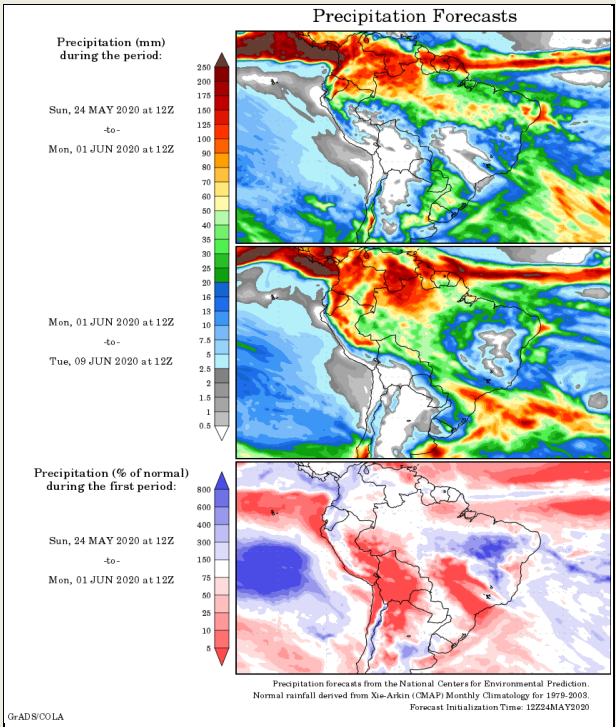 Precipitation Forecasts
Precipitation (mm)
during the period:
Sun, 24 MAY 2020 at 12Z
-to-
Mon, 01 JUN 2020 at 12Z
250
200
175
150
125
100
90
80
70
60
50
40
35
30
25
20
16
13
10
7.5
5
2.5
2
1.5
1
0.5
Mon, 01 JUN 2020 at 12Z
-to-
Tue, 09 JUN 2020 at 12Z
Precipitation (% of normal)
during the first period:
Sun, 24 MAY 2020 at 12Z
-to-
Mon, 01 JUN 2020 at 12Z
800
600
400
300
150
75
50
25
10
5
Precipitation forecasts from the National Centers for Environmental Prediction.
Normal rainfall derived from Xie-Arkin (CMAP) Monthly Climatology for 1979-2003.
Forecast Initialization Time: 12Z24MAY2020
GrADS/COLA